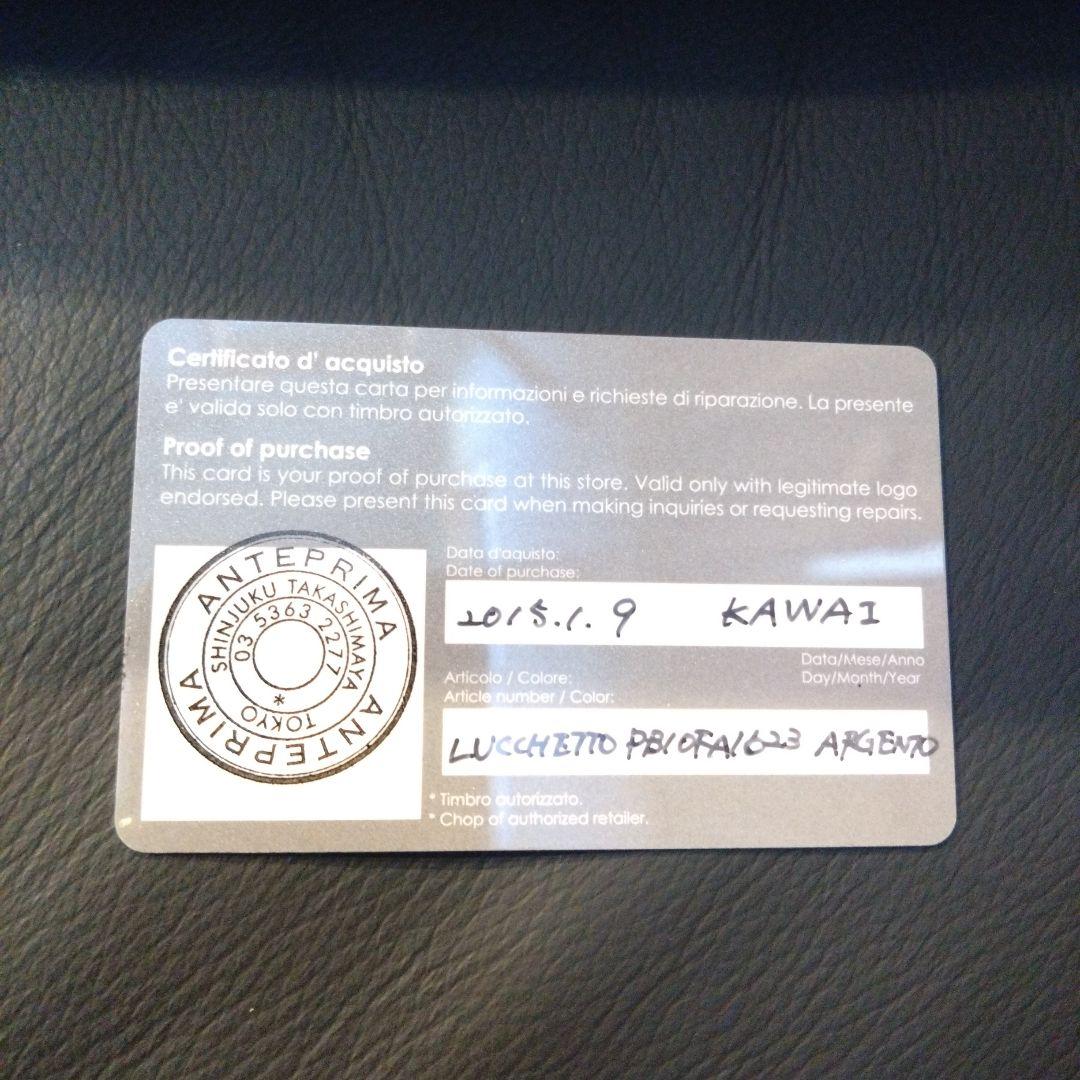 Certificato d' acquisto
Presentare questa carta per informazioni e richieste di riparazione. La presente
e' valida solo con timbro autorizzato.
Proof of purchase
This card is your proof of purchase at this store. Valid only with legitimate logo
endorsed. Please present this card when making inquiries or requesting repairs.
ANTEPRIMA ANTEPRIMA
SHINJUKU TAKASHIMAYA
03 5363 2277
* TOKYO
Data d'aquisto:
Date of purchase:
2015.1.9 KAWAI
Data/Mese/Anno
Day/Month/Year
Articolo / Colore:
Article number / Color:
LUCCHETTO PB10FA1623 ARGENTO
* Timbro autorizzato.
* Chop of authorized retailer.